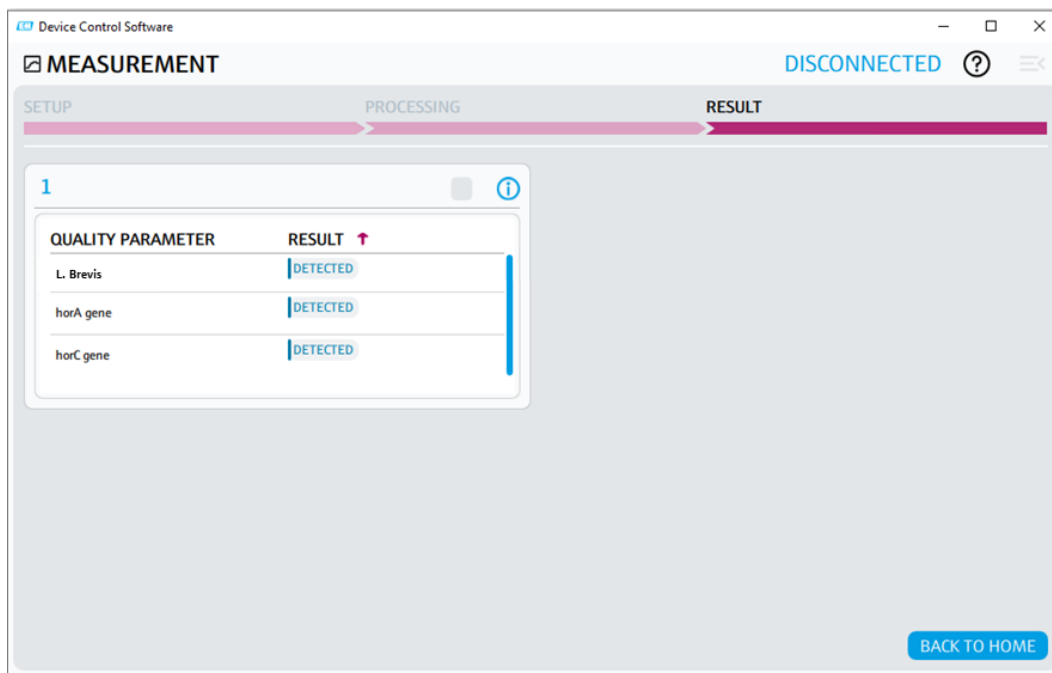 Device Control Software
MEASUREMENT DISCONNECTED ?
SETUP PROCESSING RESULT
1 i
QUALITY PARAMETER RESULT
L. Brevis DETECTED
horA gene DETECTED
horC gene DETECTED
BACK TO HOME